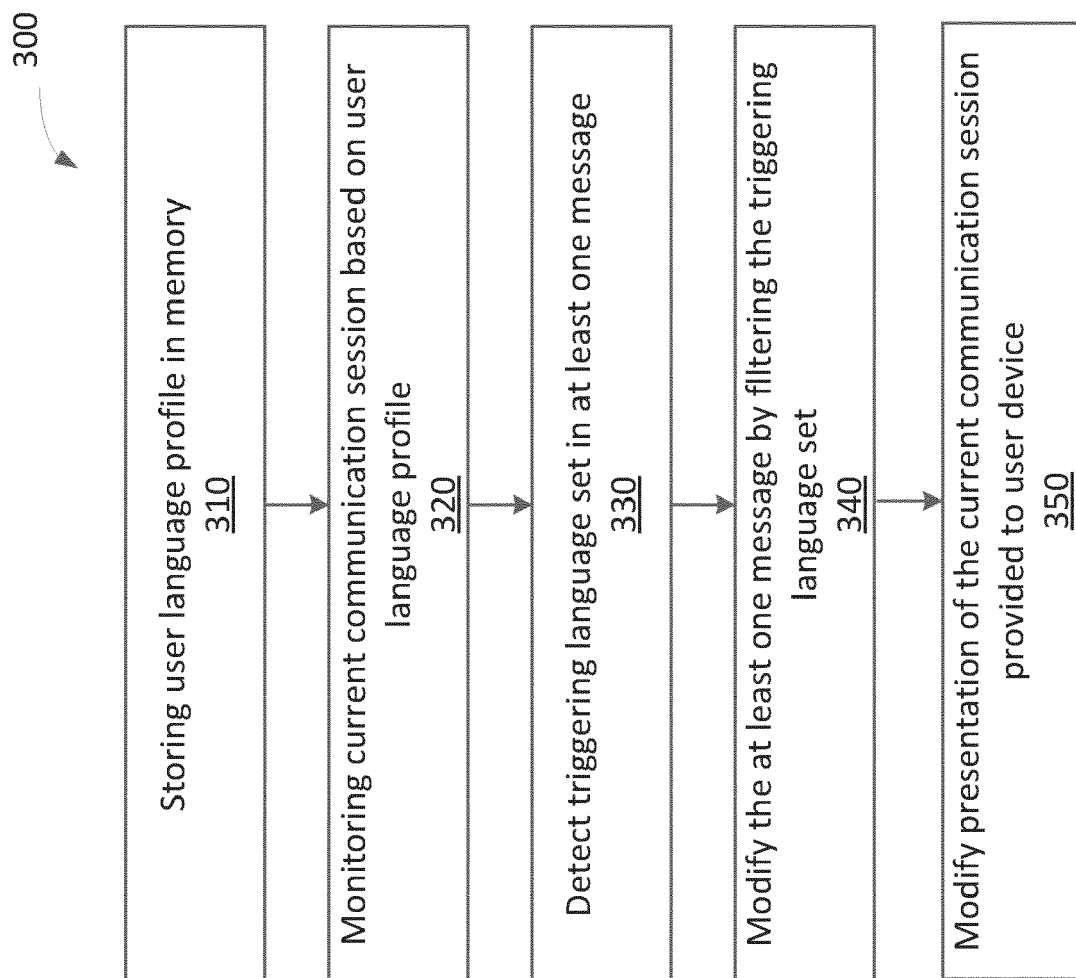 300
Storing user language profile in memory
310
Monitoring current communication session based on user
language profile
320
Detect triggering language set in at least one message
330
Modify the at least one message by filtering the triggering
language set
340
Modify presentation of the current communication session
provided to user device
350